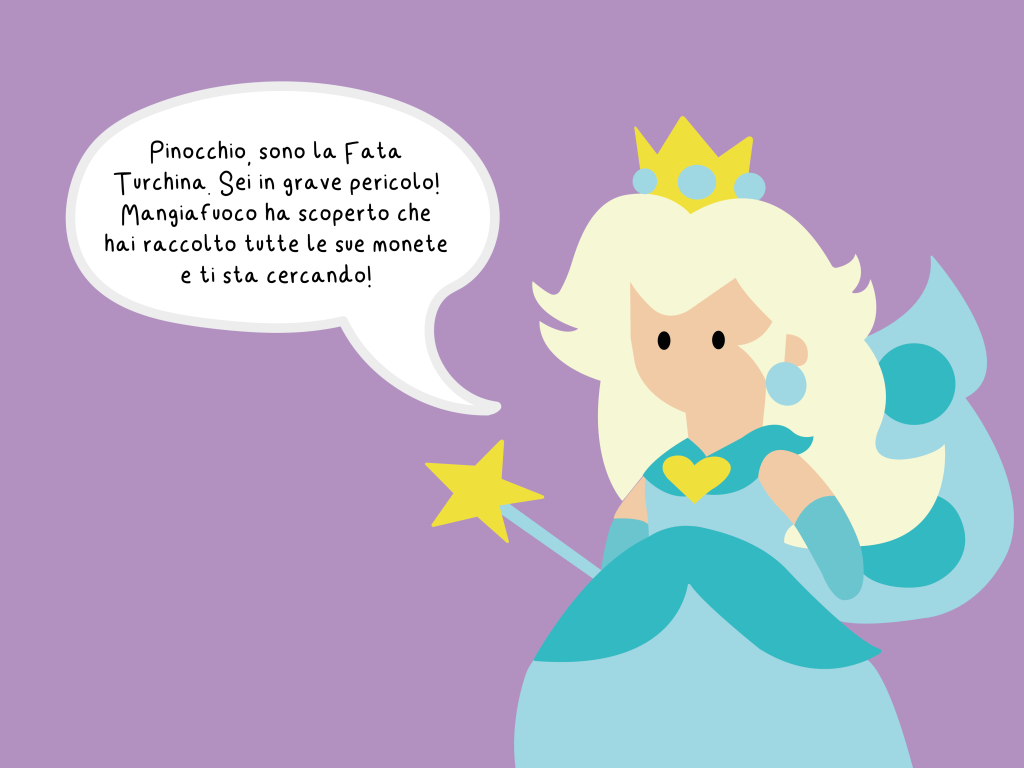 Pinocchio, sono la Fata
Turchina. Sei in grave pericolo!
Mangiafuoco ha scoperto che
hai raccolto tutte le sue monete
e ti sta cercando!